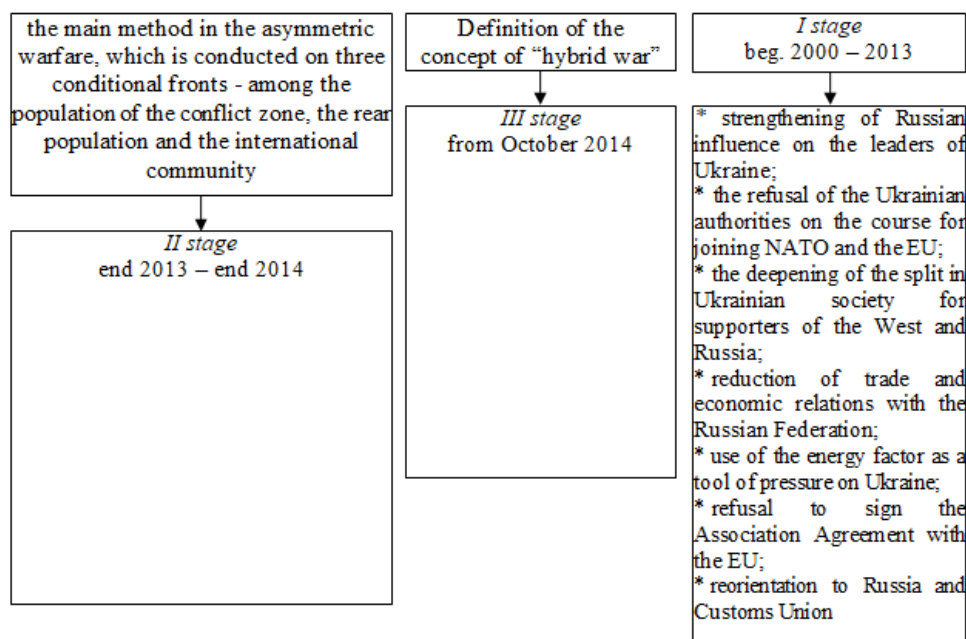 the main method in the asymmetric
warfare, which is conducted on three
conditional fronts - among the
population of the conflict zone, the rear
population and the international
community
II stage
end 2013 – end 2014
Definition of the
concept of “hybrid war”
III stage
from October 2014
I stage
beg. 2000 – 2013
* strengthening of Russian
influence on the leaders of
Ukraine;
* the refusal of the Ukrainian
authorities on the course for
joining NATO and the EU;
* the deepening of the split in
Ukrainian society for
supporters of the West and
Russia;
* reduction of trade and
economic relations with the
Russian Federation;
* use of the energy factor as a
tool of pressure on Ukraine;
* refusal to sign the
Association Agreement with
the EU;
* reorientation to Russia and
Customs Union